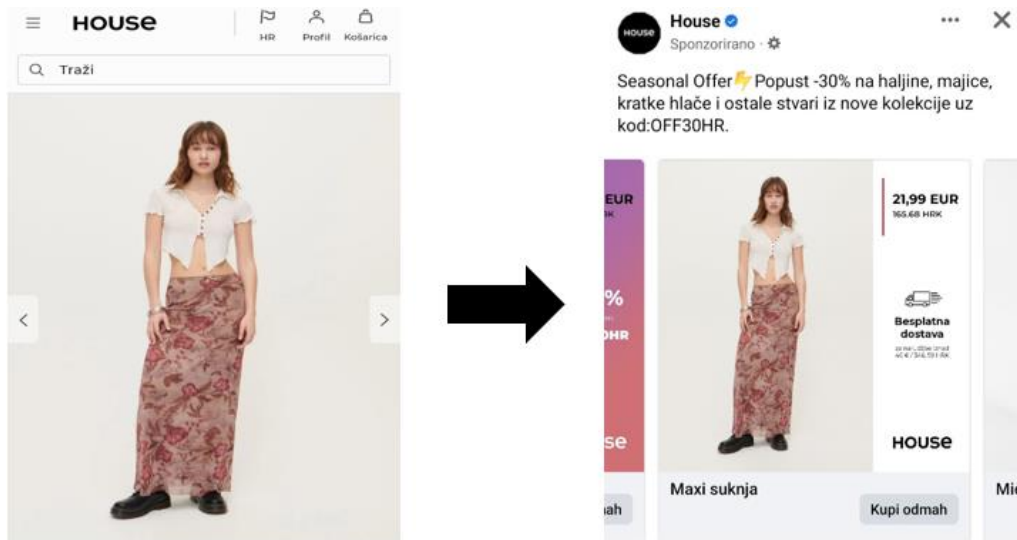 HOUSE
HR
Profil
Košarica
Traži
House
Sponzorirano
Seasonal Offer⚡Popust -30% na haljine, majice,
kratke hlače i ostale stvari iz nove kolekcije uz
kod:OFF30HR.
EUR
%
OHR
se
ah
HOUSE
21,99 EUR
165.68 HRK
Besplatna
dostava
HOUSE
Maxi suknja
Kupi odmah
Mi